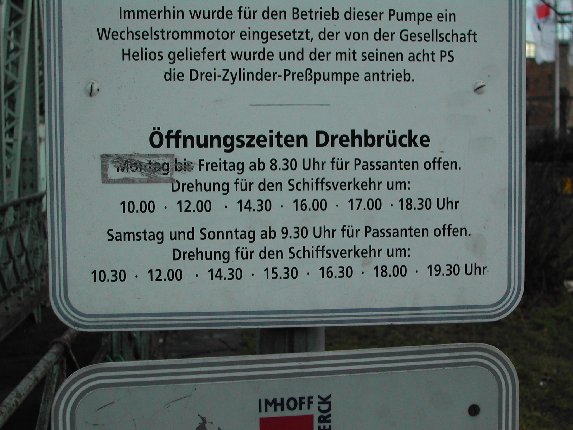 Immerhin wurde für den Betrieb dieser Pumpe ein
Wechselstrommotor eingesetzt, der von der Gesellschaft
Helios geliefert wurde und der mit seinen acht PS
die Drei-Zylinder-Preßpumpe antrieb.
Öffnungszeiten Drehbrücke
Montag bis Freitag ab 8.30 Uhr für Passanten offen.
Drehung für den Schiffsverkehr um:
10.00 · 12.00 · 14.30 · 16.00 · 17.00 · 18.30 Uhr
Samstag und Sonntag ab 9.30 Uhr für Passanten offen.
Drehung für den Schiffsverkehr um:
10.30 · 12.00 · 14.30 · 15.30 · 16.30 · 18.00 · 19.30 Uhr
IMHOFF